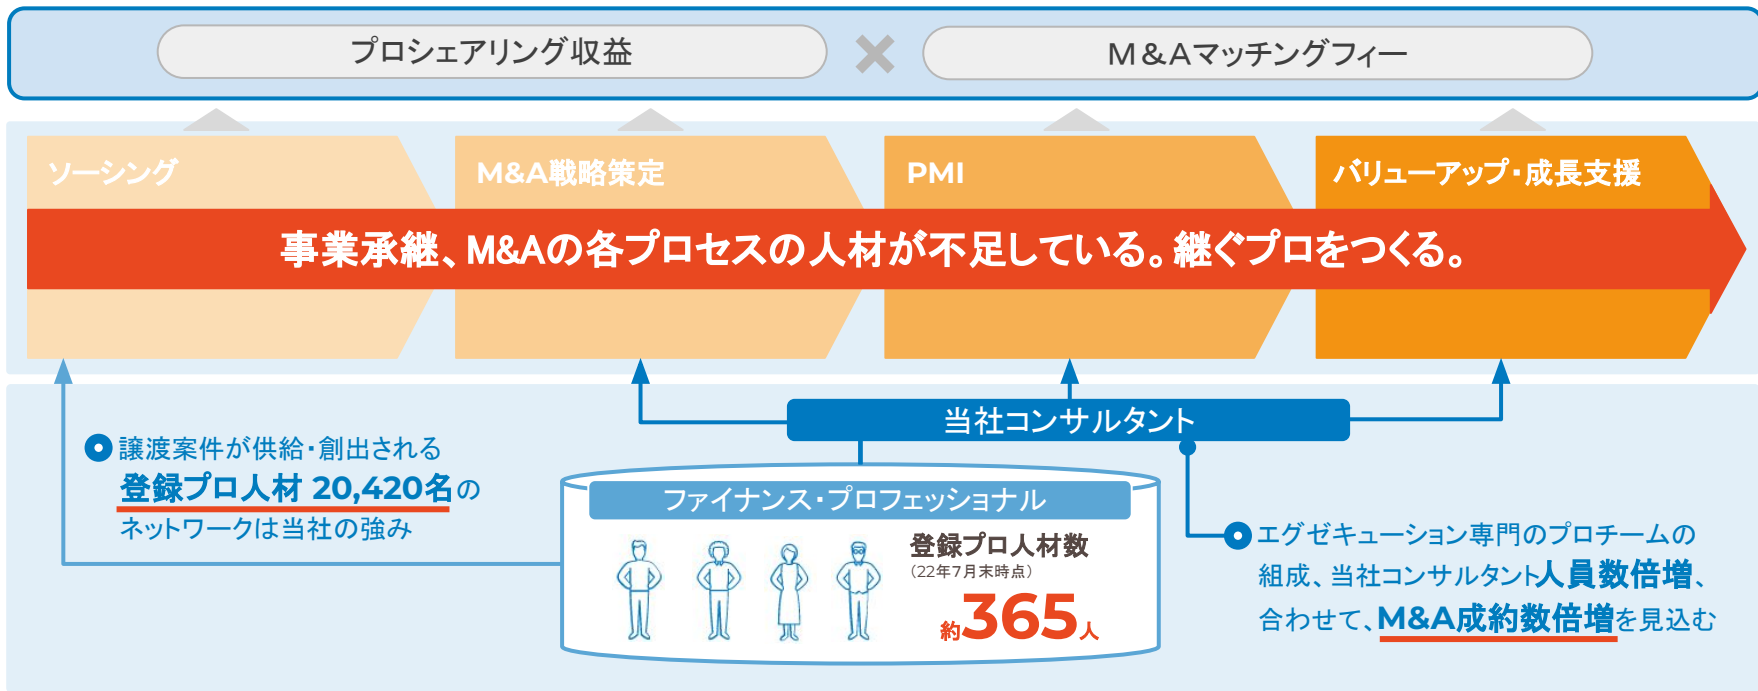 プロシェアリング収益
M&Aマッチングフィー
ソーシング
M&A戦略策定
PMI
バリューアップ・成長支援
事業承継、M&Aの各プロセスの人材が不足している。継ぐプロをつくる。
当社コンサルタント
譲渡案件が供給・創出される
登録プロ人材 20,420名の
ネットワークは当社の強み
ファイナンス・プロフェッショナル
登録プロ人材数
（22年7月末時点）
約365人
エグゼキューション専門のプロチームの
組成、当社コンサルタント人員数倍増、
合わせて、M&A成約数倍増を見込む